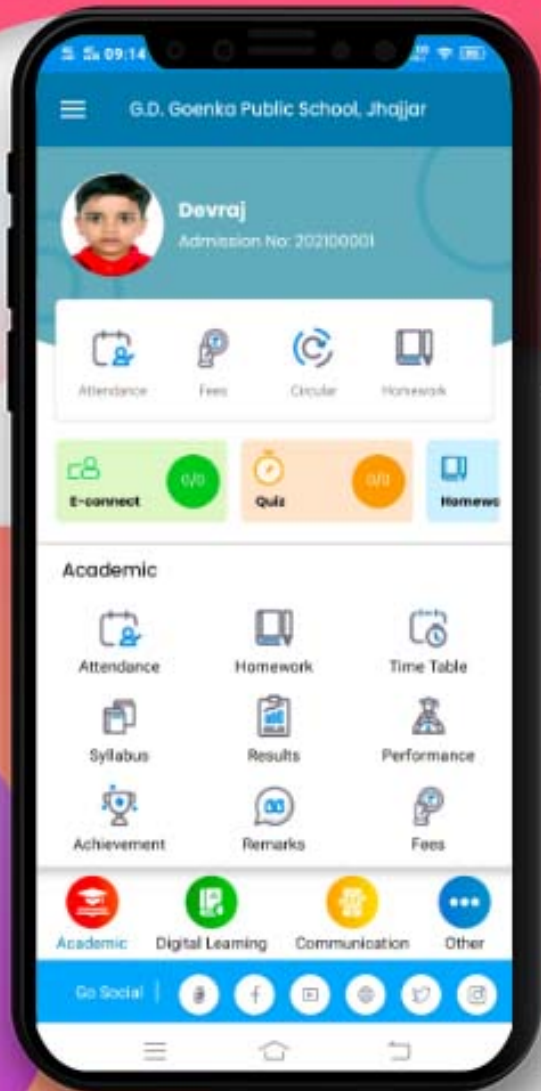 09:14
G.D. Goenka Public School, Jhajjar
Devraj
Admission No: 202100001
Attendance Fees Circular Homework
E-connect 0/0 Quiz 0/0 Homewo
Academic
Attendance Homework Time Table
Syllabus Results Performance
Achievement Remarks Fees
Academic Digital Learning Communication Other
Go Social |